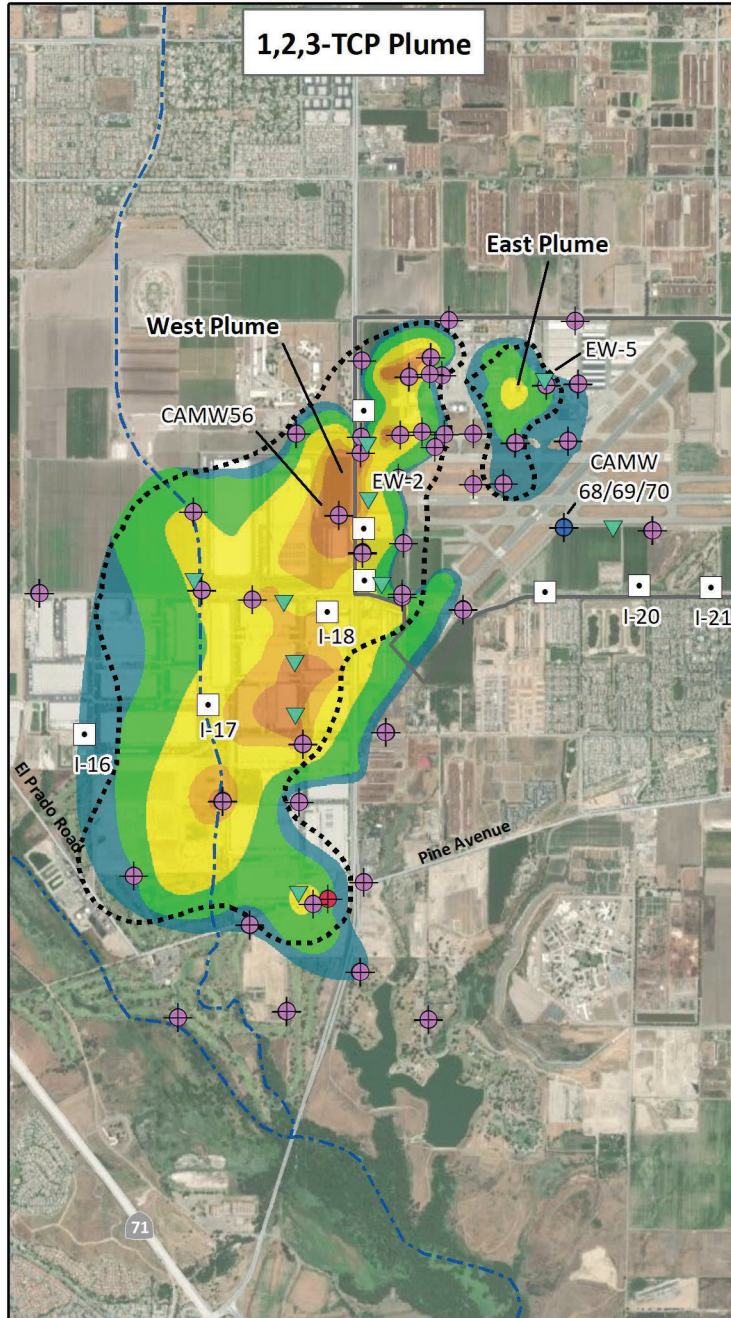 1,2,3-TCP Plume
East Plume
West Plume
EW-5
CAMW56
CAMW
68/69/70
EW-2
I-18
I-20
I-21
I-17
I-16
El Prado Road
Pine Avenue
71